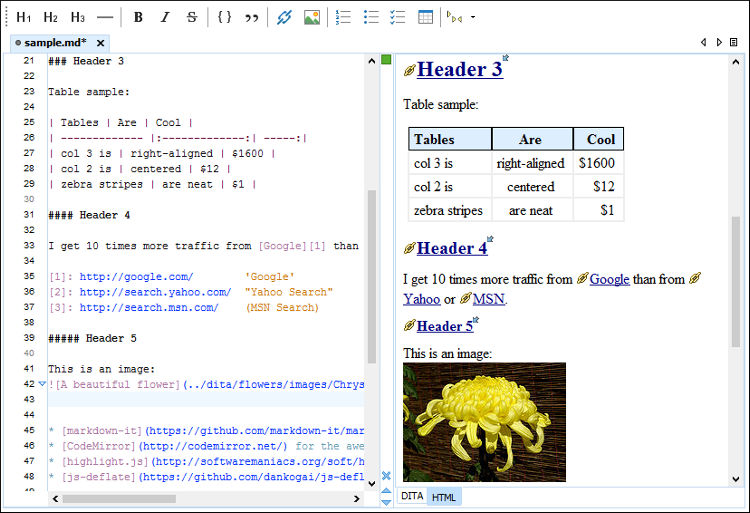 H1 H2 H3 B I S { }
sample.md*
21 ### Header 3
22
23 Table sample:
24
25 | Tables | Are | Cool |
26 | ------------- |:-------------:| -----:|
27 | col 3 is | right-aligned | $1600 |
28 | col 2 is | centered | $12 |
29 | zebra stripes | are neat | $1 |
30
31 #### Header 4
32
33 I get 10 times more traffic from [Google][1] than
34
35 [1]: http://google.com/ 'Google'
36 [2]: http://search.yahoo.com/ "Yahoo Search"
37 [3]: http://search.msn.com/ (MSN Search)
38
39 ##### Header 5
40
41 This is an image:
42 ![A beautiful flower](../dita/flowers/images/Chrys
43
44
45 * [markdown-it](https://github.com/markdown-it/mar
46 * [CodeMirror](http://codemirror.net/) for the awe
47 * [highlight.js](http://softwaremaniacs.org/soft/h
48 * [js-deflate](https://github.com/dankogai/js-defl
Header 3
Table sample:
Tables Are Cool
col 3 is right-aligned $1600
col 2 is centered $12
zebra stripes are neat $1
Header 4
I get 10 times more traffic from Google than from
Yahoo or MSN.
Header 5
This is an image:
DITA HTML